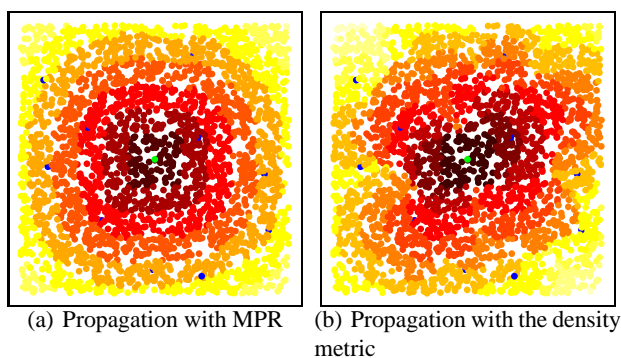 (a) Propagation with MPR
(b) Propagation with the density
metric